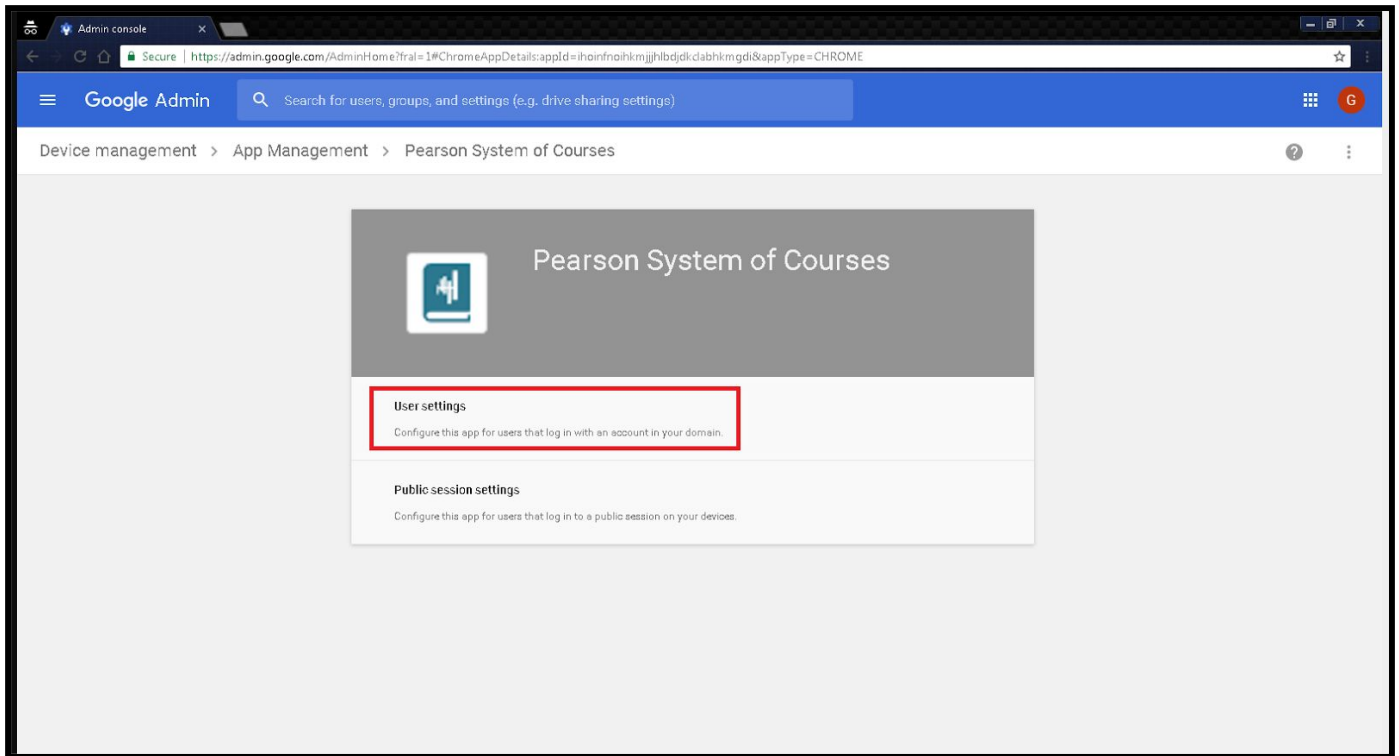 Admin console
Secure | https://admin.google.com/AdminHome?fral=1#ChromeAppDetails:appId=ihoinfnoihkmjjjhlbdjdkclabhkmgdi&appType=CHROME
Google Admin
Search for users, groups, and settings (e.g. drive sharing settings)
G
Device management > App Management > Pearson System of Courses
Pearson System of Courses
User settings
Configure this app for users that log in with an account in your domain.
Public session settings
Configure this app for users that log in to a public session on your devices.